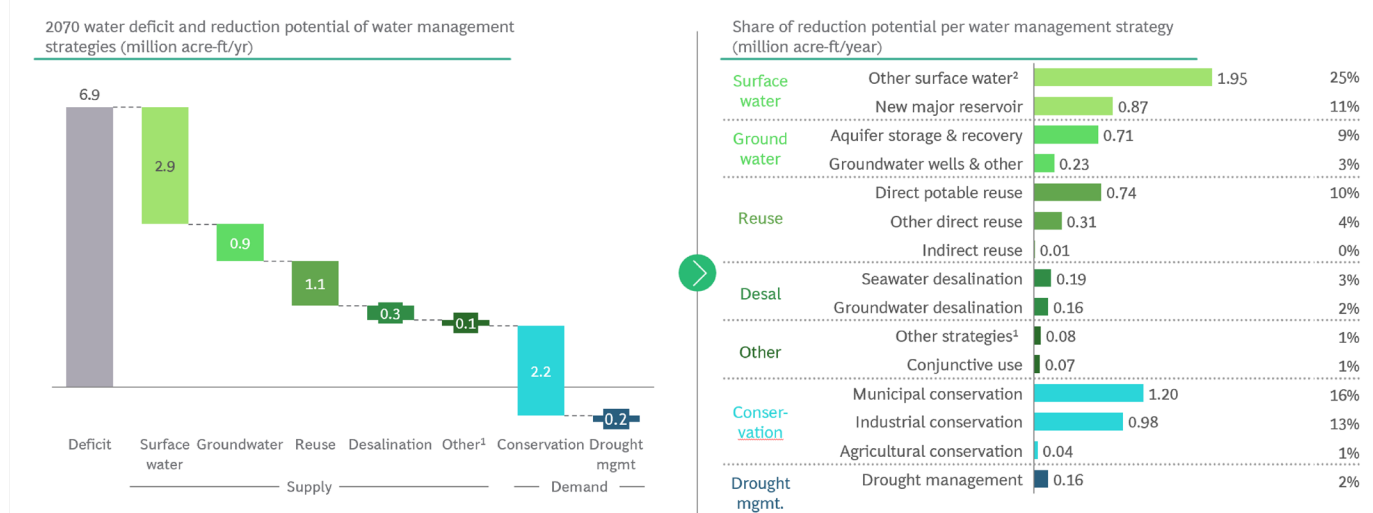 2070 water deficit and reduction potential of water management
strategies (million acre-ft/yr)
6.9
2.9
0.9
1.1
0.3
0.1
2.2
0.2
Deficit
Surface
water
Groundwater
Reuse
Desalination
Other¹
Conservation
Drought
mgmt
Supply
Demand
Share of reduction potential per water management strategy
(million acre-ft/year)
Surface
water
Other surface water² 1.95 25%
New major reservoir 0.87 11%
Ground
water
Aquifer storage & recovery 0.71 9%
Groundwater wells & other 0.23 3%
Reuse
Direct potable reuse 0.74 10%
Other direct reuse 0.31 4%
Indirect reuse 0.01 0%
Desal
Seawater desalination 0.19 3%
Groundwater desalination 0.16 2%
Other
Other strategies¹ 0.08 1%
Conjunctive use 0.07 1%
Conser-
vation
Municipal conservation 1.20 16%
Industrial conservation 0.98 13%
Agricultural conservation 0.04 1%
Drought
mgmt.
Drought management 0.16 2%